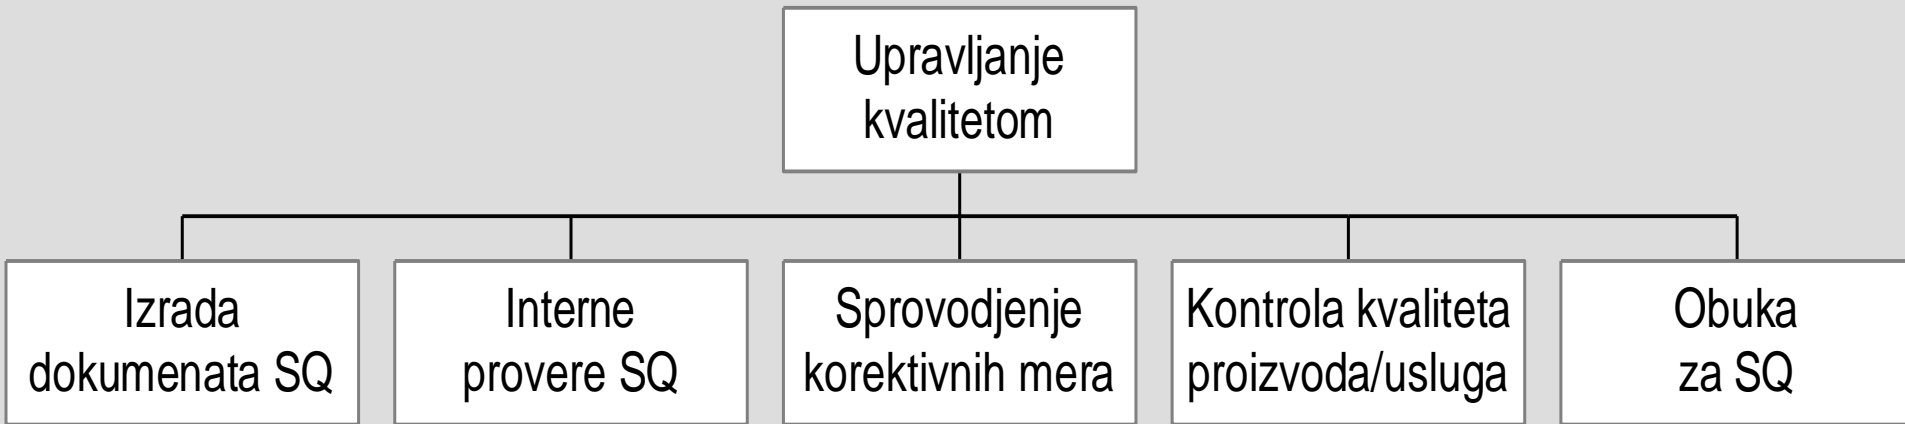 Upravljanje
kvalitetom
Izrada
dokumenata SQ
Interne
provere SQ
Sprovodjenje
korektivnih mera
Kontrola kvaliteta
proizvoda/usluga
Obuka
za SQ